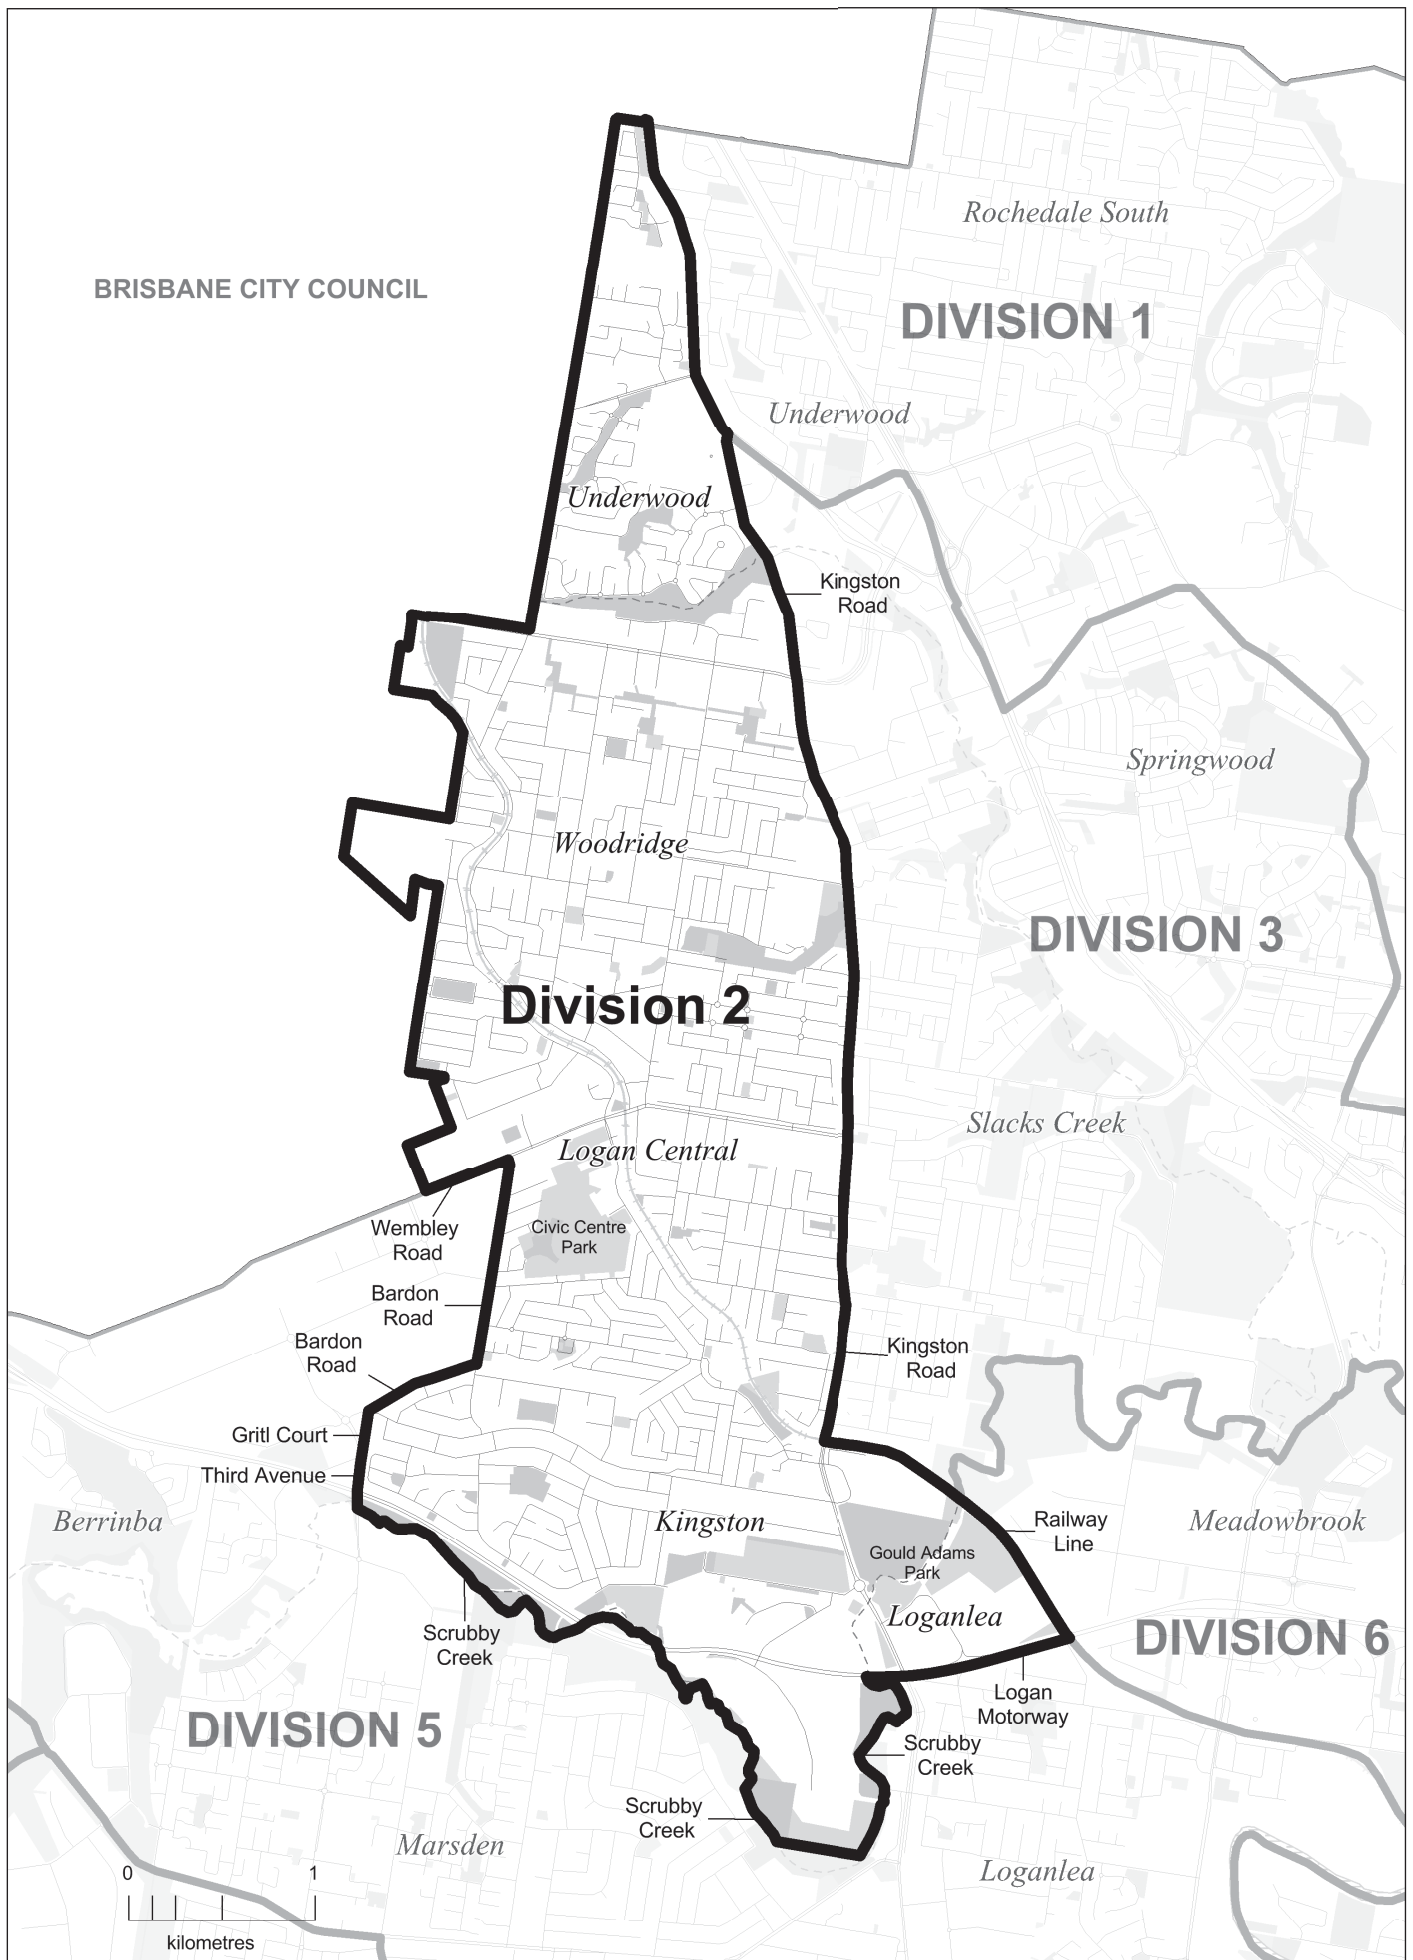 Rochedale South
BRISBANE CITY COUNCIL
DIVISION 1
Underwood
Underwood
Kingston
Road
Springwood
Woodridge
DIVISION 3
Division 2
Slacks Creek
Logan Central
Wembley
Road
Civic Centre
Park
Bardon
Road
Bardon
Road
Kingston
Road
Gritl Court
Third Avenue
Berrinba
Kingston
Railway
Line
Meadowbrook
Gould Adams
Park
Loganlea
Scrubby
Creek
DIVISION 6
Logan
Motorway
DIVISION 5
Scrubby
Creek
Scrubby
Creek
Marsden
Loganlea
0 1
kilometres